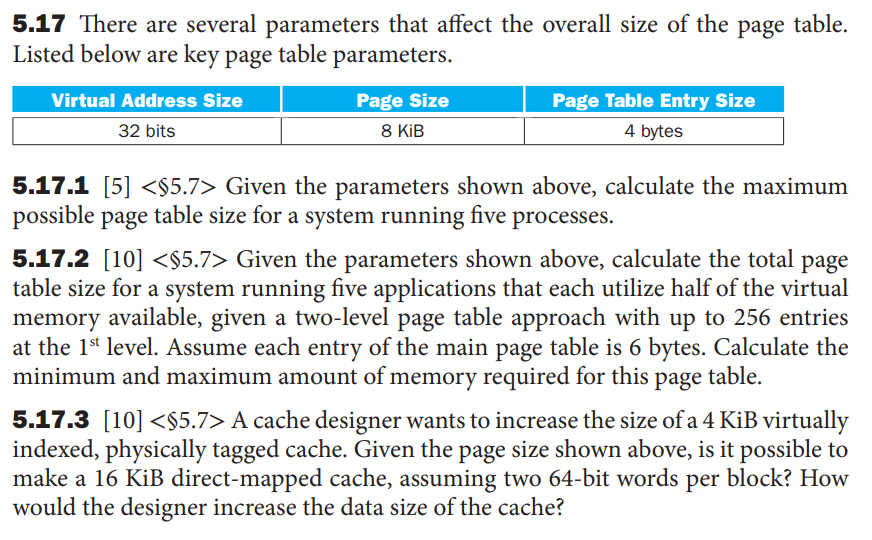 5.17 There are several parameters that affect the overall size of the page table.
Listed below are key page table parameters.
Virtual Address Size Page Size Page Table Entry Size
32 bits 8 KiB 4 bytes
5.17.1 [5] <§5.7> Given the parameters shown above, calculate the maximum
possible page table size for a system running five processes.
5.17.2 [10] <§5.7> Given the parameters shown above, calculate the total page
table size for a system running five applications that each utilize half of the virtual
memory available, given a two-level page table approach with up to 256 entries
at the 1st level. Assume each entry of the main page table is 6 bytes. Calculate the
minimum and maximum amount of memory required for this page table.
5.17.3 [10] <§5.7> A cache designer wants to increase the size of a 4 KiB virtually
indexed, physically tagged cache. Given the page size shown above, is it possible to
make a 16 KiB direct-mapped cache, assuming two 64-bit words per block? How
would the designer increase the data size of the cache?